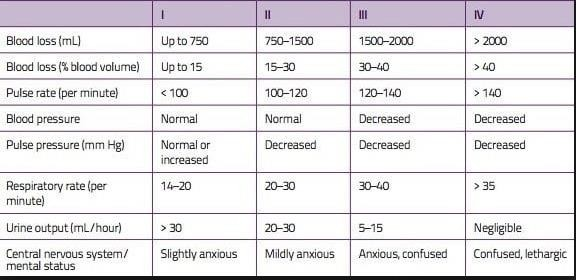 I II III IV
Blood loss (mL) Up to 750 750–1500 1500–2000 > 2000
Blood loss (% blood volume) Up to 15 15–30 30–40 > 40
Pulse rate (per minute) < 100 100–120 120–140 > 140
Blood pressure Normal Normal Decreased Decreased
Pulse pressure (mm Hg) Normal or Decreased Decreased Decreased
increased
Respiratory rate (per 14–20 20–30 30–40 > 35
minute)
Urine output (mL/hour) > 30 20–30 5–15 Negligible
Central nervous system/ Slightly anxious Mildly anxious Anxious, confused Confused, lethargic
mental status